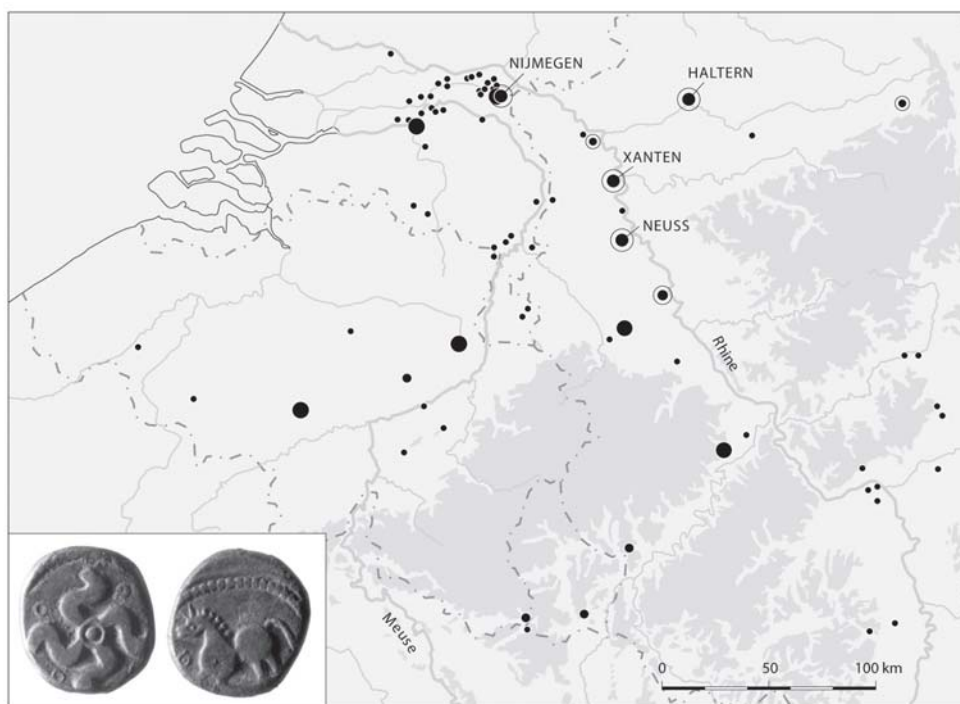 NIJMEGEN
HALTERN
XANTEN
NEUSS
Rhine
Meuse
0 50 100 km